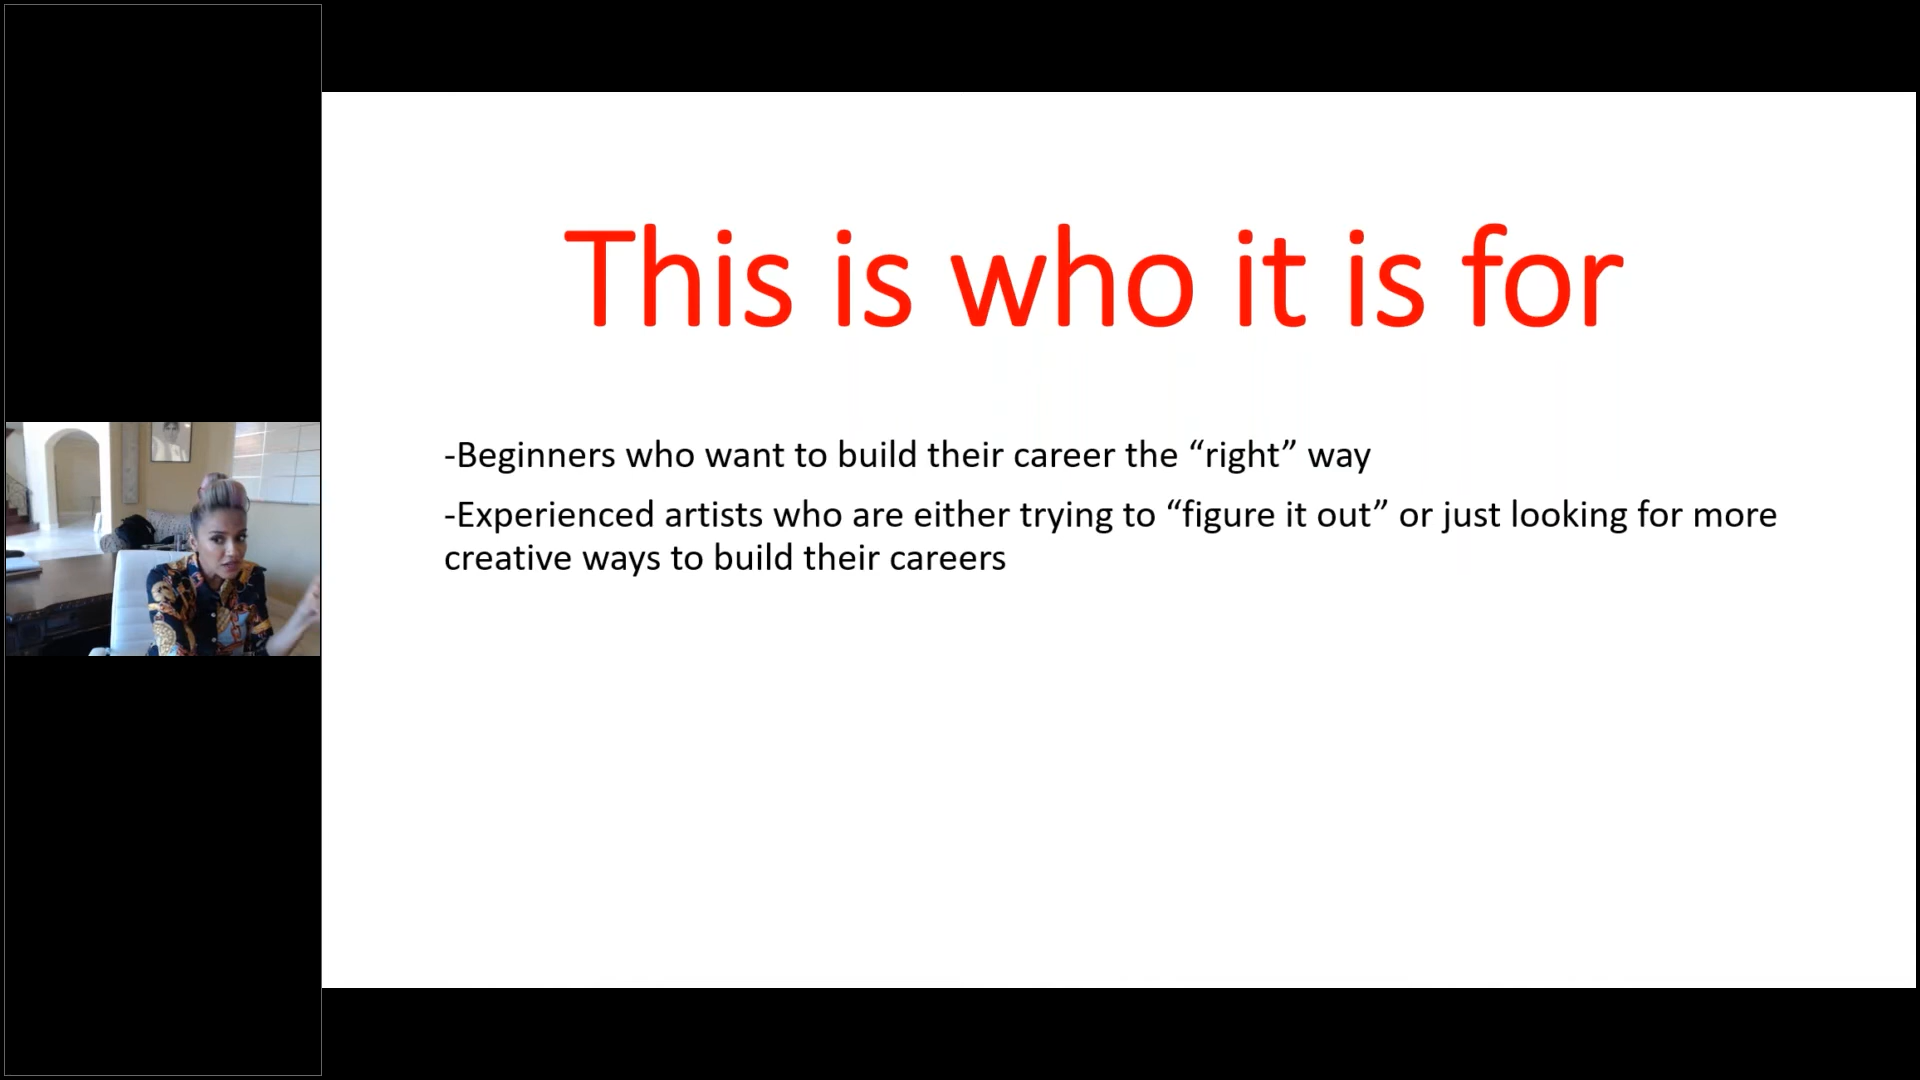 This is who it is for
-Beginners who want to build their career the “right” way
-Experienced artists who are either trying to “figure it out” or just looking for more
creative ways to build their careers